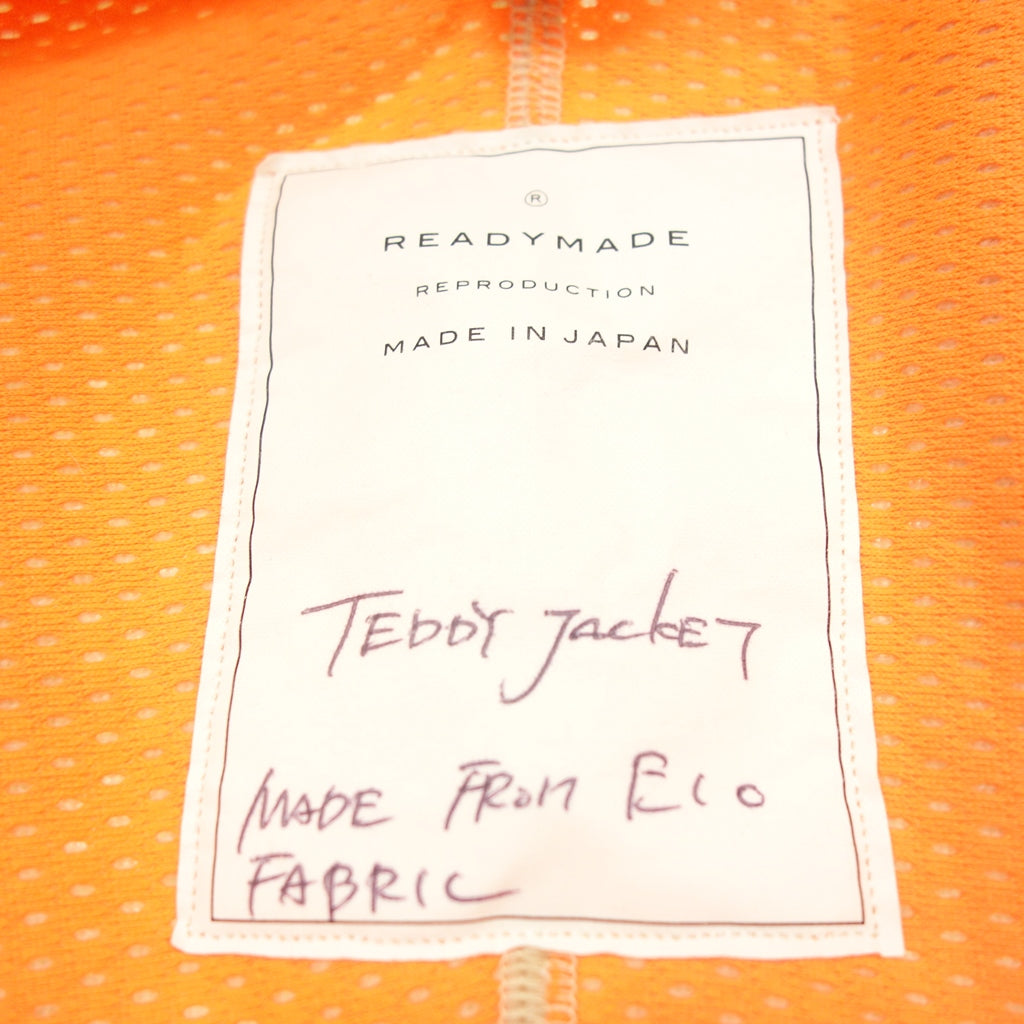 ®
READYMADE
REPRODUCTION
MADE IN JAPAN
TEDDY JackET
MADE FROM ECO
FABRIC